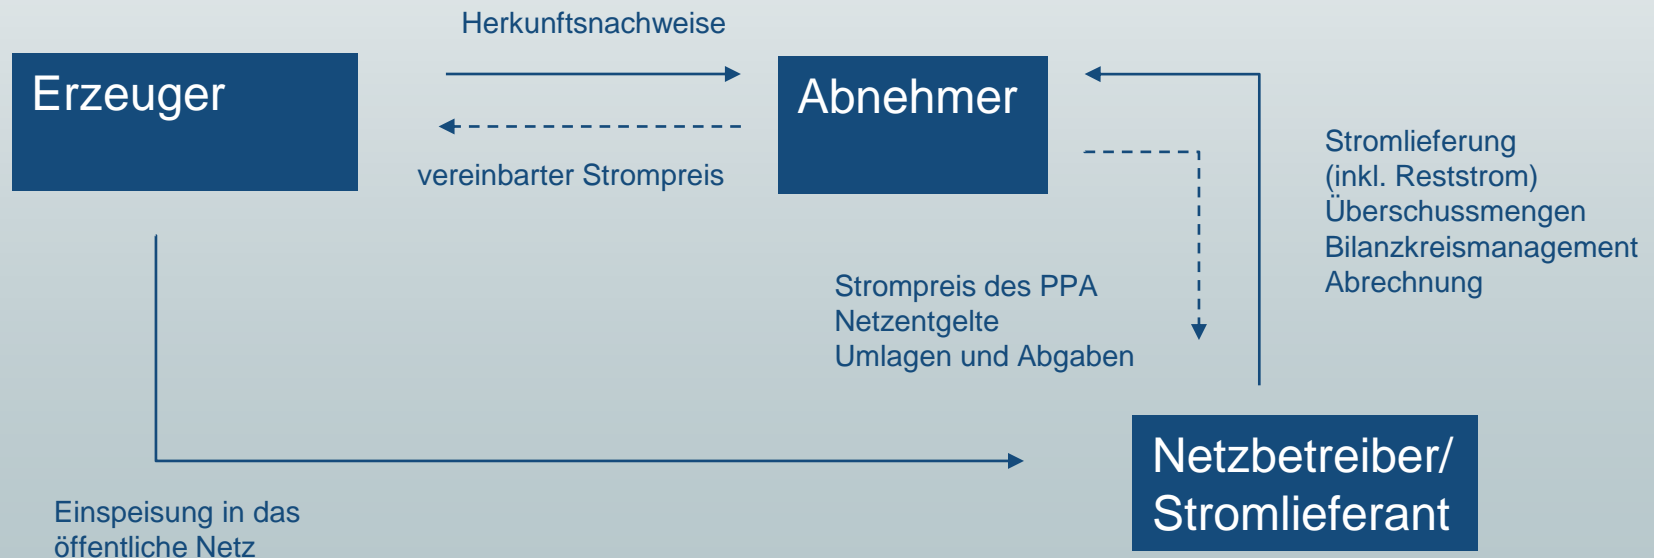 Herkunftsnachweise
Erzeuger
Abnehmer
vereinbarter Strompreis
Stromlieferung
(inkl. Reststrom)
Überschussmengen
Bilanzkreismanagement
Abrechnung
Strompreis des PPA
Netzentgelte
Umlagen und Abgaben
Netzbetreiber/
Stromlieferant
Einspeisung in das
öffentliche Netz